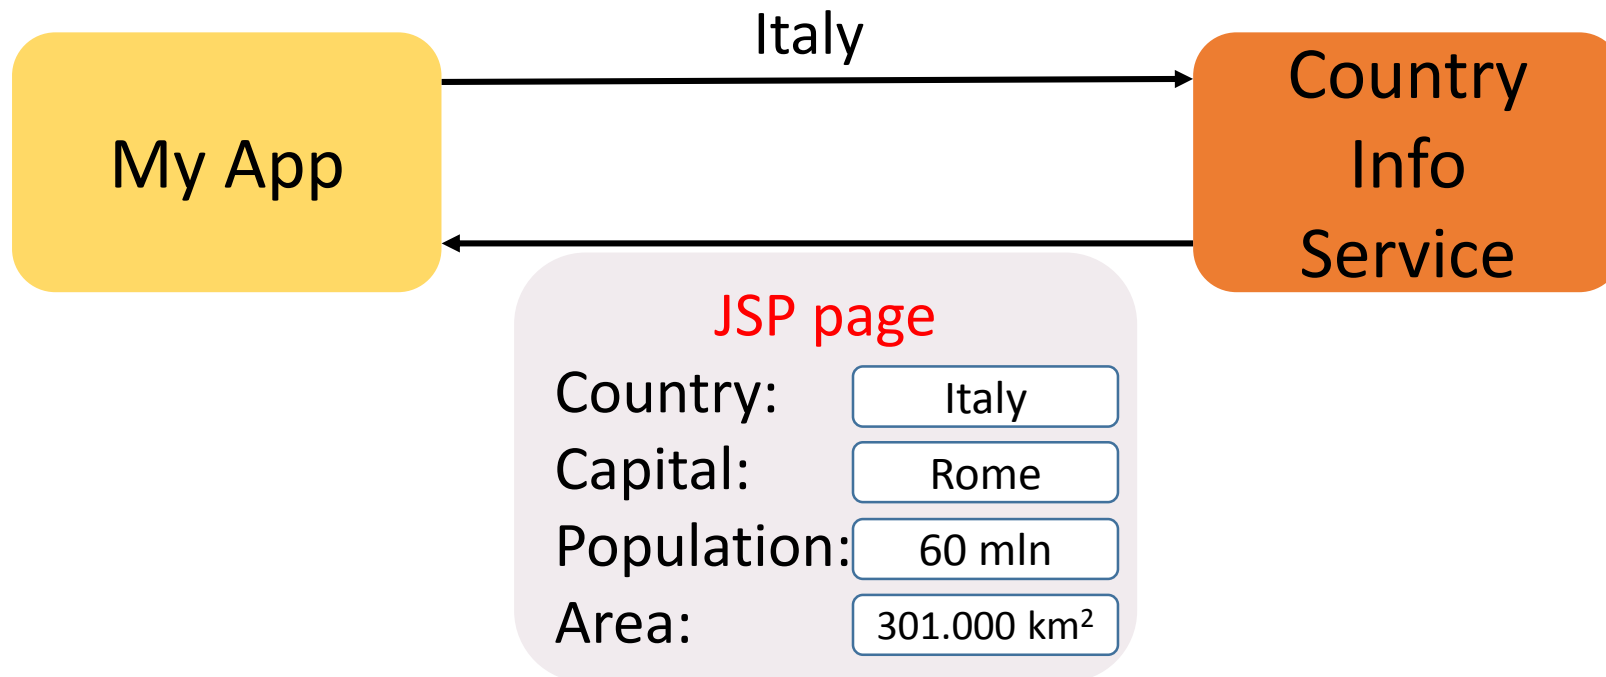 Italy
My App
Country
Info
Service
JSP page
Country: Italy
Capital: Rome
Population: 60 mln
Area: 301.000 km²